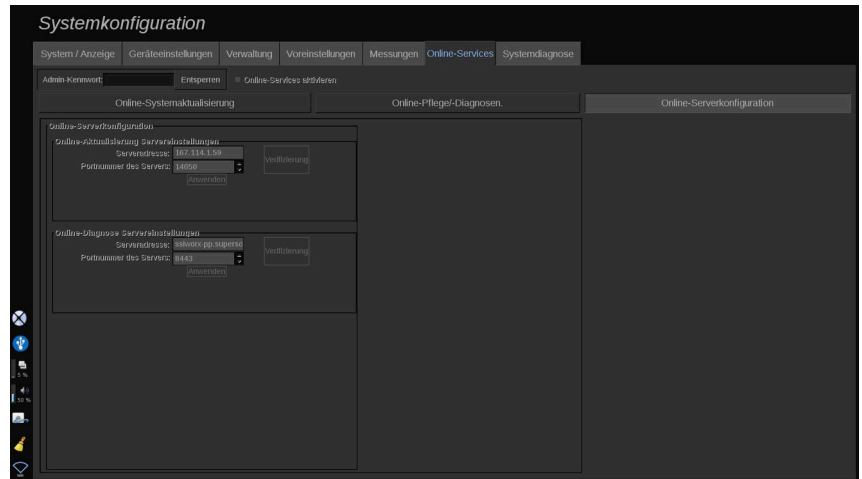 Systemkonfiguration
System / Anzeige Geräteeinstellungen Verwaltung Voreinstellungen Messungen Online-Services Systemdiagnose
Admin-Kennwort: Entsperren Online-Services aktivieren
Online-Systemaktualisierung Online-Pflege/-Diagnosen. Online-Serverkonfiguration
Online-Serverkonfiguration
Online-Aktualisierung Servereinstellungen
Serveradresse: 167.114.1.59
Verifizierung
Portnummer des Servers: 14050
Anwenden
Online-Diagnose Servereinstellungen
Serveradresse: sslworx-pp.superso
Verifizierung
Portnummer des Servers: 8443
Anwenden
5 %
50 %